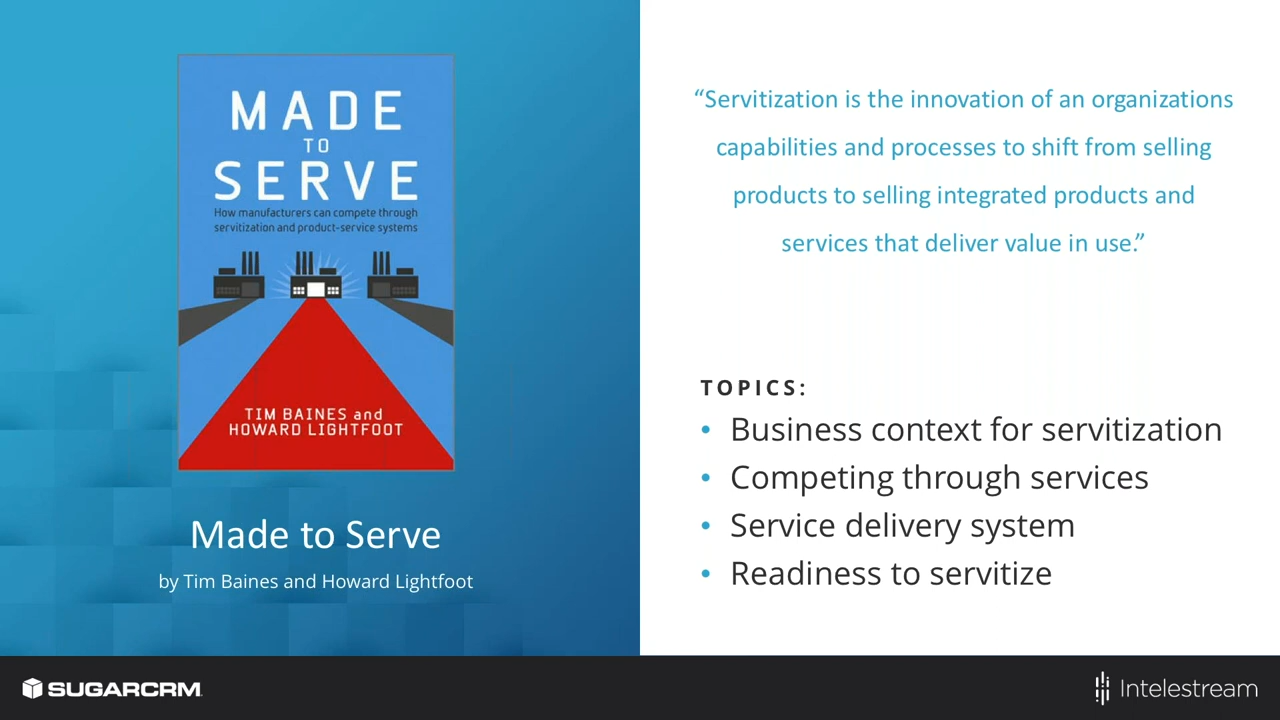 MADE
TO
SERVE
How manufacturers can compete through
servitization and product-service systems
TIM BAINES and
HOWARD LIGHTFOOT
Made to Serve
by Tim Baines and Howard Lightfoot
“Servitization is the innovation of an organizations
capabilities and processes to shift from selling
products to selling integrated products and
services that deliver value in use.”
TOPICS:
• Business context for servitization
• Competing through services
• Service delivery system
• Readiness to servitize
SUGARCRM
Intelestream